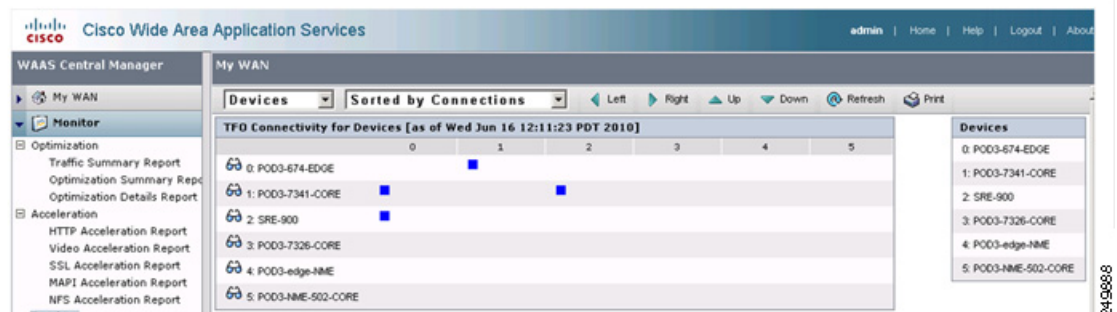 CISCO Cisco Wide Area Application Services
admin | Home | Help | Logout | About
WAAS Central Manager
My WAN
My WAN
Monitor
Optimization
Traffic Summary Report
Optimization Summary Repo
Optimization Details Report
Acceleration
HTTP Acceleration Report
Video Acceleration Report
SSL Acceleration Report
MAPI Acceleration Report
NFS Acceleration Report
Devices Sorted by Connections Left Right Up Down Refresh Print
TFO Connectivity for Devices [as of Wed Jun 16 12:11:23 PDT 2010]
0 1 2 3 4 5
0: POD3-674-EDGE
1: POD3-7341-CORE
2: SRE-900
3: POD3-7326-CORE
4: POD3-edge-NME
5: POD3-NME-502-CORE
Devices
0: POD3-674-EDGE
1: POD3-7341-CORE
2: SRE-900
3: POD3-7326-CORE
4: POD3-edge-NME
5: POD3-NME-502-CORE
249888